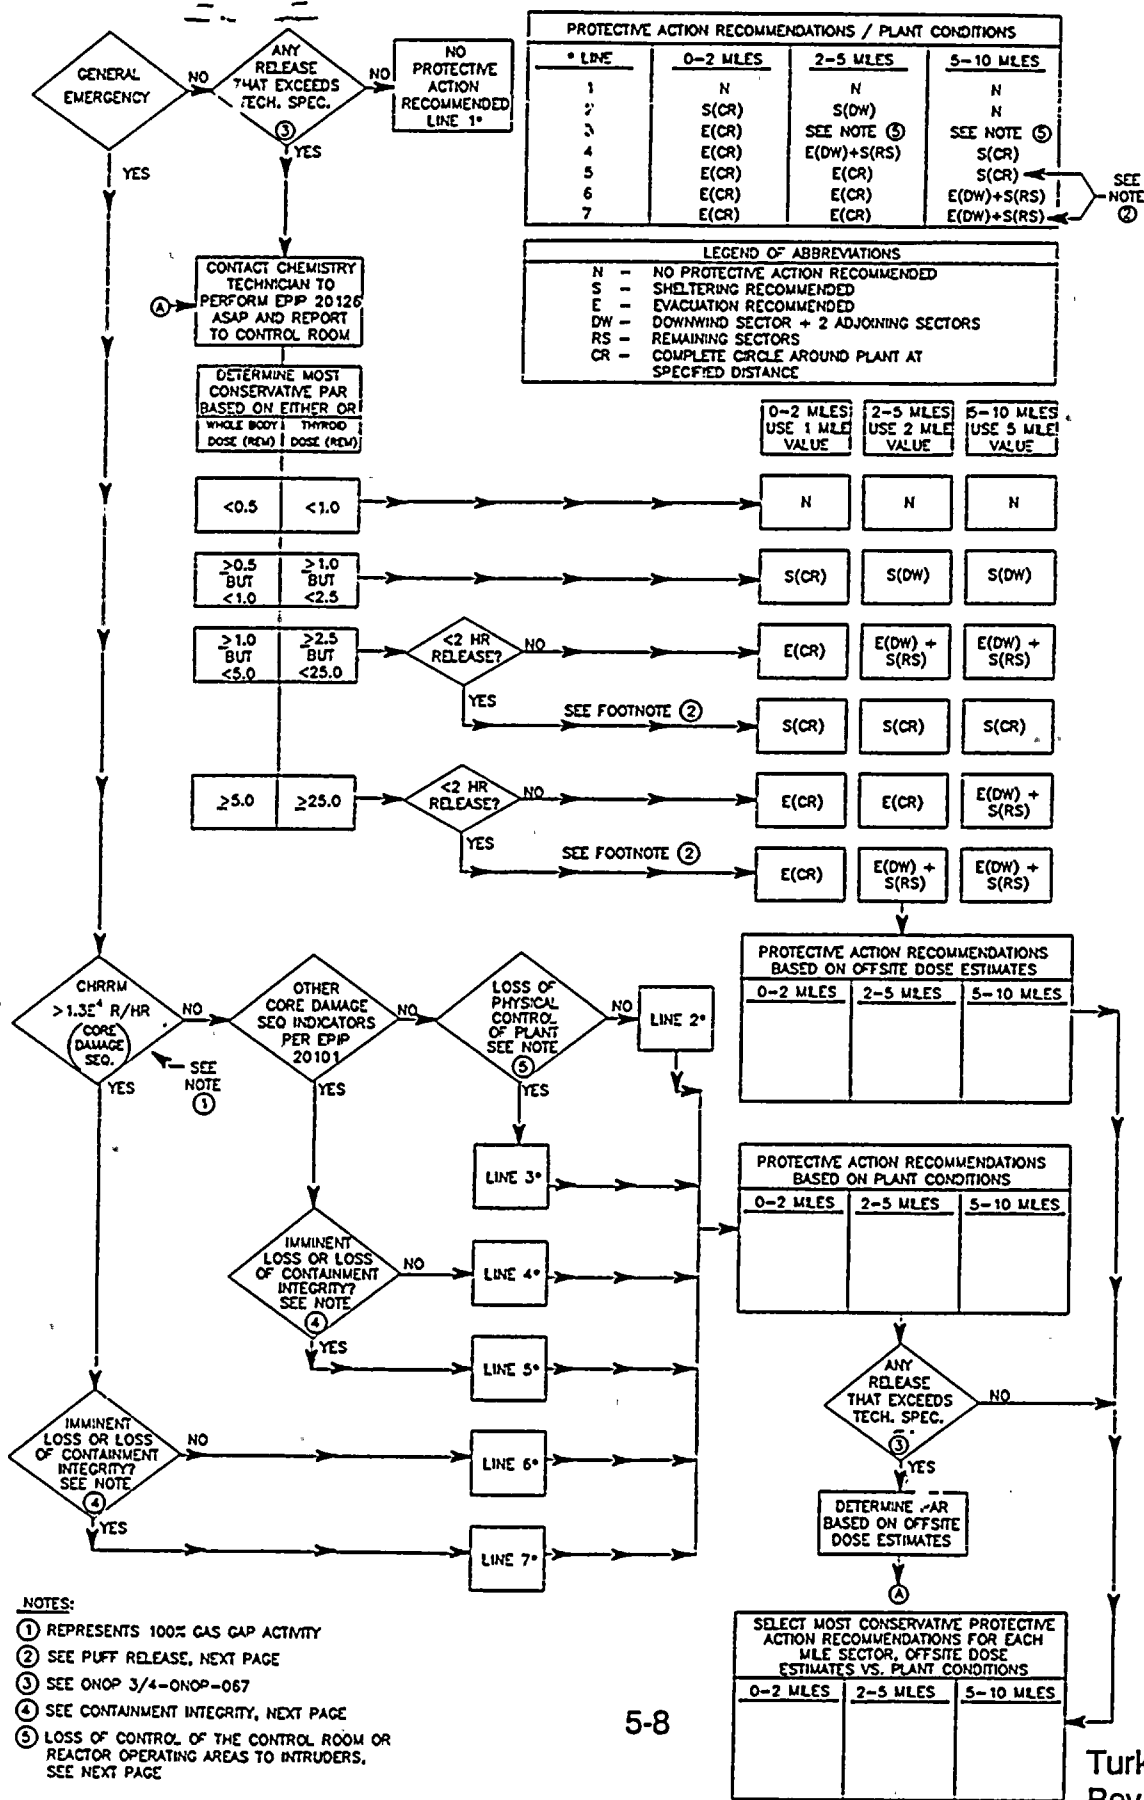 GENERAL
EMERGENCY
NO
YES
ANY
RELEASE
THAT EXCEEDS
TECH. SPEC.
③
NO
YES
NO
PROTECTIVE
ACTION
RECOMMENDED
LINE 1*
PROTECTIVE ACTION RECOMMENDATIONS / PLANT CONDITIONS
* LINE 0-2 MILES 2-5 MILES 5-10 MILES
1 N N N
2 S(CR) S(DW) N
3 E(CR) SEE NOTE ⑤ SEE NOTE ⑤
4 E(CR) E(DW)+S(RS) S(CR)
5 E(CR) E(CR) S(CR)
6 E(CR) E(CR) E(DW)+S(RS)
7 E(CR) E(CR) E(DW)+S(RS)
SEE
NOTE
②
LEGEND OF ABBREVIATIONS
N - NO PROTECTIVE ACTION RECOMMENDED
S - SHELTERING RECOMMENDED
E - EVACUATION RECOMMENDED
DW - DOWNWIND SECTOR + 2 ADJOINING SECTORS
RS - REMAINING SECTORS
CR - COMPLETE CIRCLE AROUND PLANT AT
SPECIFIED DISTANCE
Ⓐ
CONTACT CHEMISTRY
TECHNICIAN TO
PERFORM EPIP 20126
ASAP AND REPORT
TO CONTROL ROOM
DETERMINE MOST
CONSERVATIVE PAR
BASED ON EITHER OR
WHOLE BODY THYROID
DOSE (REM) DOSE (REM)
0-2 MILES 2-5 MILES 5-10 MILES
USE 1 MILE USE 2 MILE USE 5 MILE
VALUE VALUE VALUE
<0.5 <1.0 N N N
≥0.5 ≥1.0
BUT BUT
<1.0 <2.5
S(CR) S(DW) S(DW)
≥1.0 ≥2.5
BUT BUT
<5.0 <25.0
<2 HR
RELEASE?
NO
YES
E(CR) E(DW) + E(DW) +
S(RS) S(RS)
SEE FOOTNOTE ②
S(CR) S(CR) S(CR)
≥5.0 ≥25.0
<2 HR
RELEASE?
NO
YES
E(CR) E(CR) E(DW) +
S(RS)
SEE FOOTNOTE ②
E(CR) E(DW) + E(DW) +
S(RS) S(RS)
PROTECTIVE ACTION RECOMMENDATIONS
BASED ON OFFSITE DOSE ESTIMATES
0-2 MILES 2-5 MILES 5-10 MILES
CHRRM
>1.3E⁴ R/HR
(CORE
DAMAGE
SEQ.
NO
YES
SEE
NOTE
①
OTHER
CORE DAMAGE
SEQ INDICATORS
PER EPIP
20101
NO
YES
LOSS OF
PHYSICAL
CONTROL
OF PLANT
SEE NOTE
⑤
NO
YES
LINE 2*
LINE 3*
PROTECTIVE ACTION RECOMMENDATIONS
BASED ON PLANT CONDITIONS
0-2 MILES 2-5 MILES 5-10 MILES
IMMINENT
LOSS OR LOSS
OF CONTAINMENT
INTEGRITY?
SEE NOTE
④
NO
YES
LINE 4*
LINE 5*
ANY
RELEASE
THAT EXCEEDS
TECH. SPEC.
③
NO
YES
IMMINENT
LOSS OR LOSS
OF CONTAINMENT
INTEGRITY?
SEE NOTE
④
NO
YES
LINE 6*
LINE 7*
DETERMINE PAR
BASED ON OFFSITE
DOSE ESTIMATES
Ⓐ
SELECT MOST CONSERVATIVE PROTECTIVE
ACTION RECOMMENDATIONS FOR EACH
MILE SECTOR, OFFSITE DOSE
ESTIMATES VS. PLANT CONDITIONS
0-2 MILES 2-5 MILES 5-10 MILES
NOTES:
① REPRESENTS 100% GAS GAP ACTIVITY
② SEE PUFF RELEASE, NEXT PAGE
③ SEE ONOP 3/4-ONOP-067
④ SEE CONTAINMENT INTEGRITY, NEXT PAGE
⑤ LOSS OF CONTROL OF THE CONTROL ROOM OR
REACTOR OPERATING AREAS TO INTRUDERS,
SEE NEXT PAGE
5-8